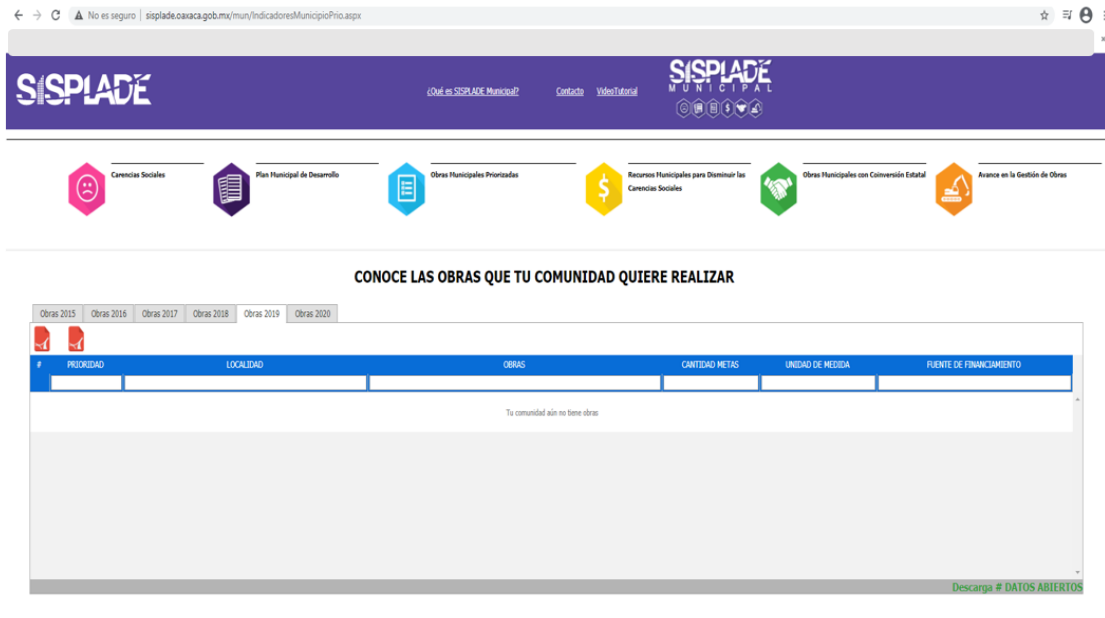 No es seguro | sisplade.oaxaca.gob.mx/mun/IndicadoresMunicipioPrio.aspx
SISPLADE
¿Qué es SISPLADE Municipal?
Contacto
VideoTutorial
SISPLADE
MUNICIPAL
Carencias Sociales
Plan Municipal de Desarrollo
Obras Municipales Priorizadas
Recursos Municipales para Disminuir las
Carencias Sociales
Obras Municipales con Coinversión Estatal
Avance en la Gestión de Obras
CONOCE LAS OBRAS QUE TU COMUNIDAD QUIERE REALIZAR
Obras 2015 Obras 2016 Obras 2017 Obras 2018 Obras 2019 Obras 2020
# PRIORIDAD LOCALIDAD OBRAS CANTIDAD METAS UNIDAD DE MEDIDA FUENTE DE FINANCIAMIENTO
Tu comunidad aún no tiene obras
Descarga # DATOS ABIERTOS